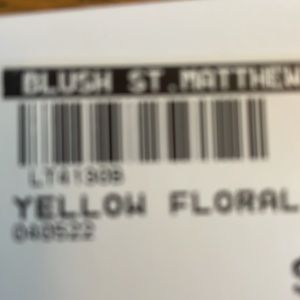 BLUSH ST.MATTHEW
LT41308
YELLOW FLORAL
040522